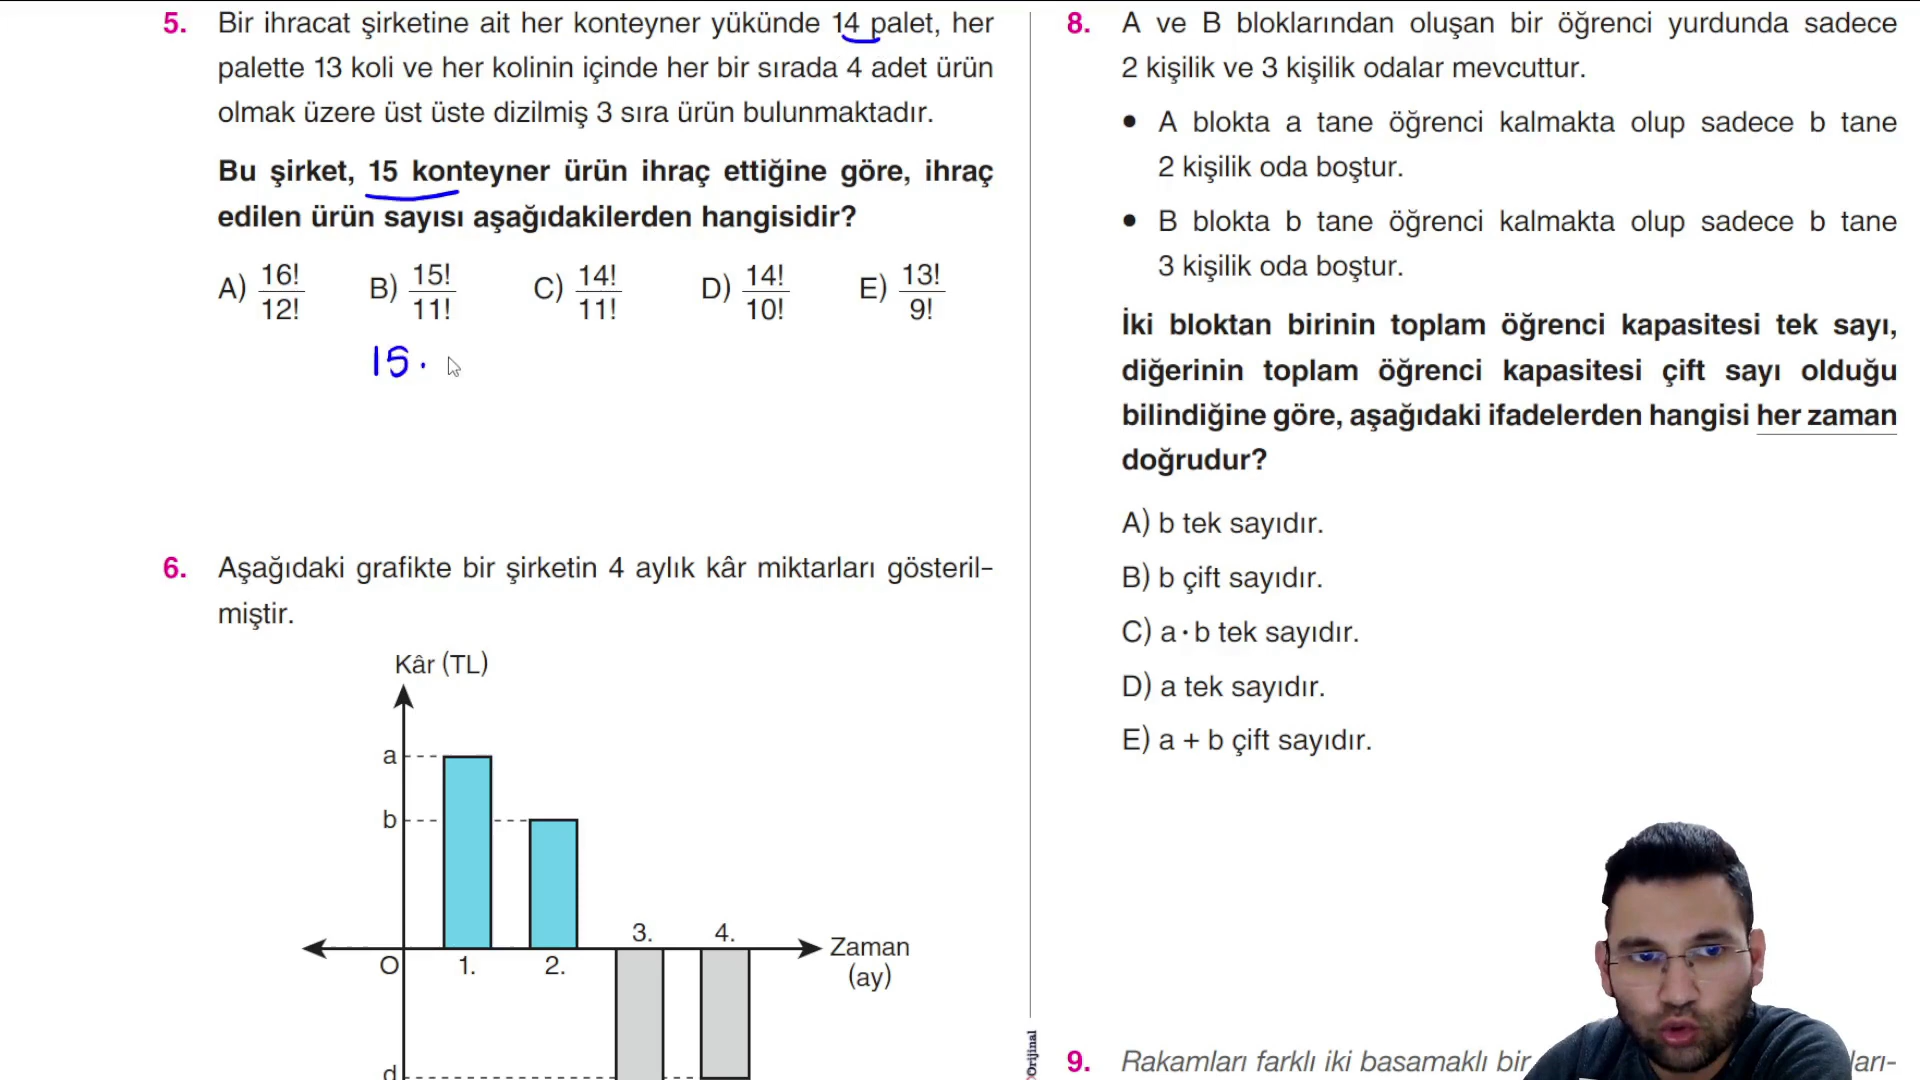 5. Bir ihracat şirketine ait her konteyner yükünde 14 palet, her
palette 13 koli ve her kolinin içinde her bir sırada 4 adet ürün
olmak üzere üst üste dizilmiş 3 sıra ürün bulunmaktadır.
Bu şirket, 15 konteyner ürün ihraç ettiğine göre, ihraç
edilen ürün sayısı aşağıdakilerden hangisidir?
A) 16!/12! B) 15!/11! C) 14!/11! D) 14!/10! E) 13!/9!
15 ·
6. Aşağıdaki grafikte bir şirketin 4 aylık kâr miktarları gösteril-
miştir.
Kâr (TL)
a
b
3. 4.
Zaman
O 1. 2.
(ay)
d
8. A ve B bloklarından oluşan bir öğrenci yurdunda sadece
2 kişilik ve 3 kişilik odalar mevcuttur.
• A blokta a tane öğrenci kalmakta olup sadece b tane
2 kişilik oda boştur.
• B blokta b tane öğrenci kalmakta olup sadece b tane
3 kişilik oda boştur.
İki bloktan birinin toplam öğrenci kapasitesi tek sayı,
diğerinin toplam öğrenci kapasitesi çift sayı olduğu
bilindiğine göre, aşağıdaki ifadelerden hangisi her zaman
doğrudur?
A) b tek sayıdır.
B) b çift sayıdır.
C) a · b tek sayıdır.
D) a tek sayıdır.
E) a + b çift sayıdır.
Orijinal
9. Rakamları farklı iki basamaklı bir